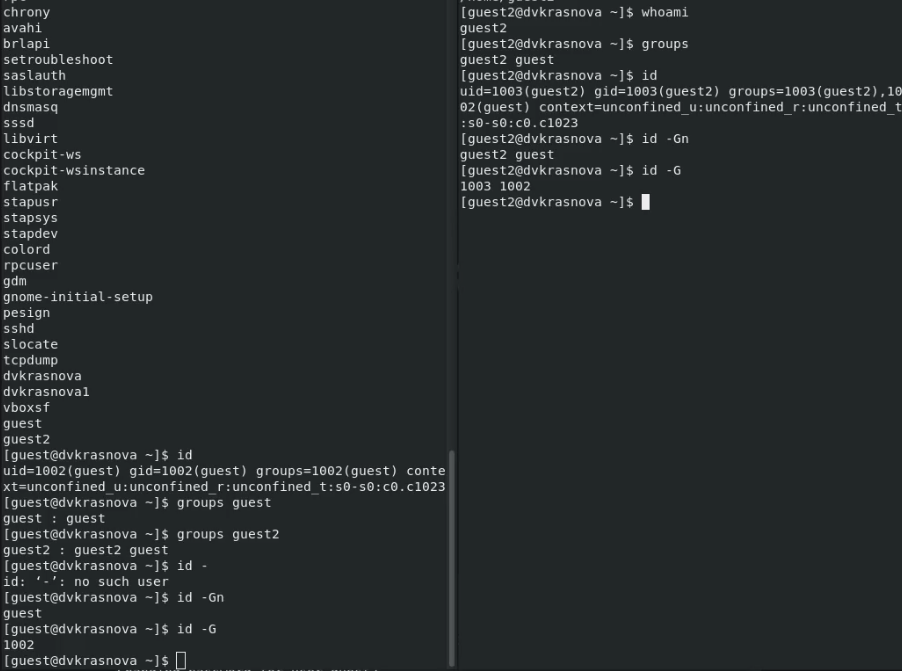 chrony
avahi
brlapi
setroubleshoot
saslauth
libstoragemgmt
dnsmasq
sssd
libvirt
cockpit-ws
cockpit-wsinstance
flatpak
stapusr
stapsys
stapdev
colord
rpcuser
gdm
gnome-initial-setup
pesign
sshd
slocate
tcpdump
dvkrasnova
dvkrasnova1
vboxsf
guest
guest2
[guest@dvkrasnova ~]$ id
uid=1002(guest) gid=1002(guest) groups=1002(guest) conte
xt=unconfined_u:unconfined_r:unconfined_t:s0-s0:c0.c1023
[guest@dvkrasnova ~]$ groups guest
guest : guest
[guest@dvkrasnova ~]$ groups guest2
guest2 : guest2 guest
[guest@dvkrasnova ~]$ id -
id: ‘-’: no such user
[guest@dvkrasnova ~]$ id -Gn
guest
[guest@dvkrasnova ~]$ id -G
1002
[guest@dvkrasnova ~]$
[guest2@dvkrasnova ~]$ whoami
guest2
[guest2@dvkrasnova ~]$ groups
guest2 guest
[guest2@dvkrasnova ~]$ id
uid=1003(guest2) gid=1003(guest2) groups=1003(guest2),10
02(guest) context=unconfined_u:unconfined_r:unconfined_t
:s0-s0:c0.c1023
[guest2@dvkrasnova ~]$ id -Gn
guest2 guest
[guest2@dvkrasnova ~]$ id -G
1003 1002
[guest2@dvkrasnova ~]$